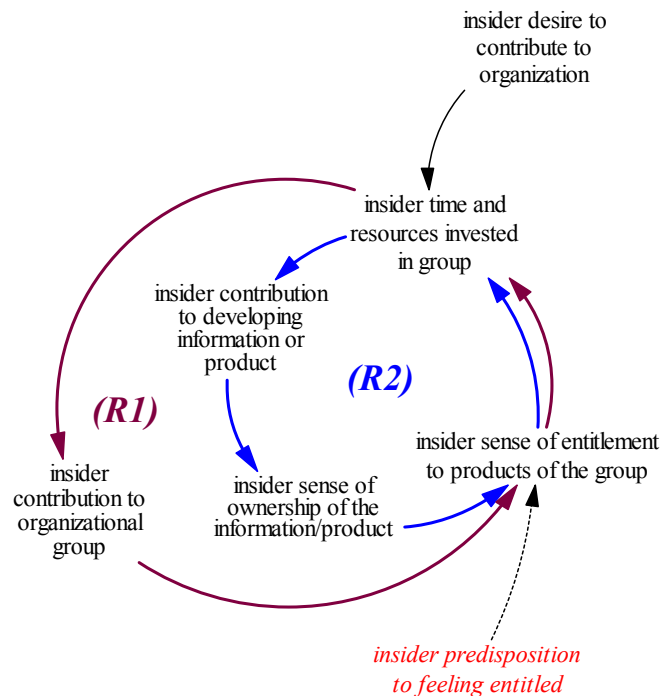 insider desire to
contribute to
organization
insider time and
resources invested
in group
insider contribution
to developing
information or
product
(R2)
(R1)
insider sense of entitlement
to products of the group
insider
contribution to
organizational
group
insider sense of
ownership of the
information/product
insider predisposition
to feeling entitled